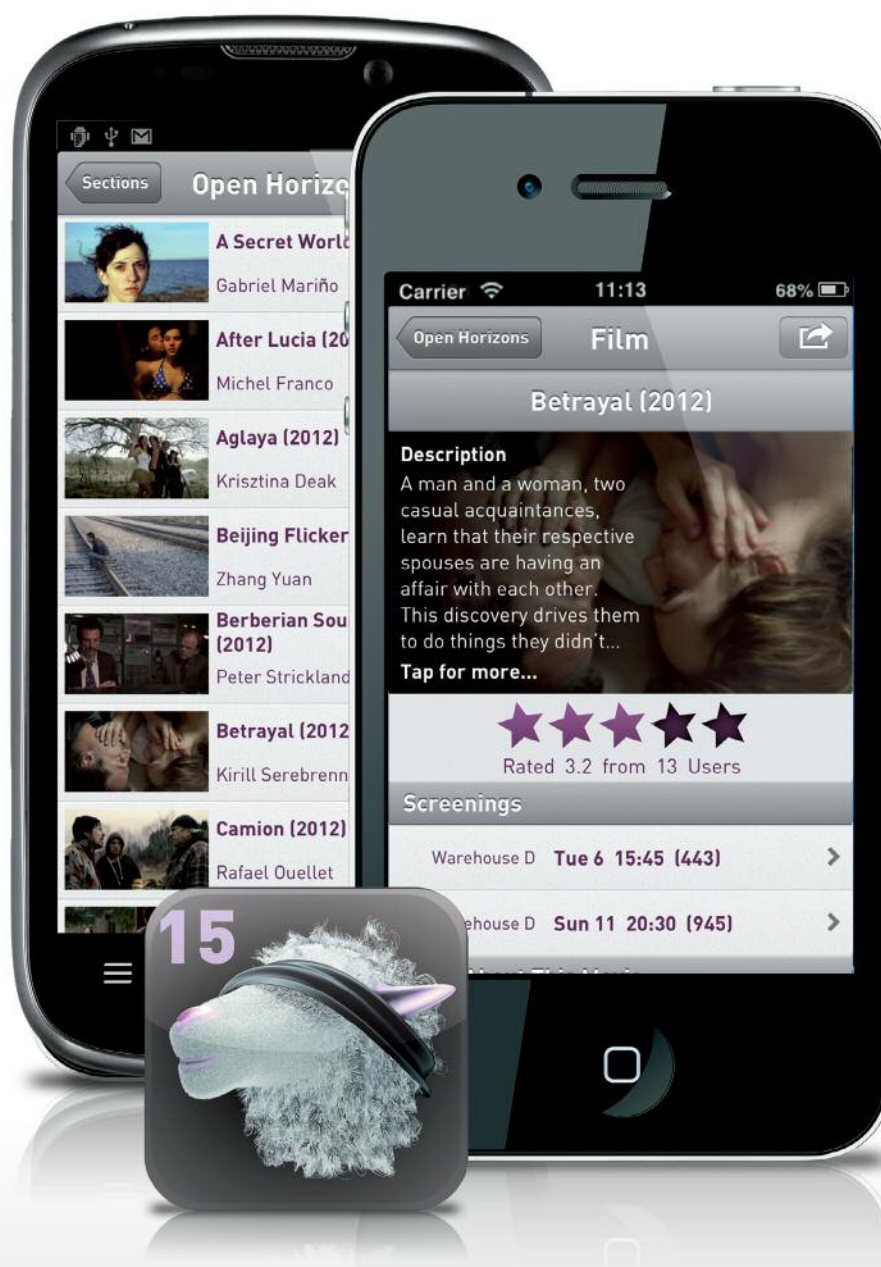 Sections
Open Horizo
A Secret Worl
Gabriel Mariño
After Lucia (20
Michel Franco
Aglaya (2012)
Krisztina Deak
Beijing Flicker
Zhang Yuan
Berberian Sou
(2012)
Peter Strickland
Betrayal (2012
Kirill Serebrenn
Camion (2012)
Rafael Ouellet
15
Carrier 11:13 68%
Open Horizons
Film
Betrayal (2012)
Description
A man and a woman, two
casual acquaintances,
learn that their respective
spouses are having an
affair with each other.
This discovery drives them
to do things they didn't...
Tap for more...
Rated 3.2 from 13 Users
Screenings
Warehouse D Tue 6 15:45 (443)
ehouse D Sun 11 20:30 (945)
About This Movie